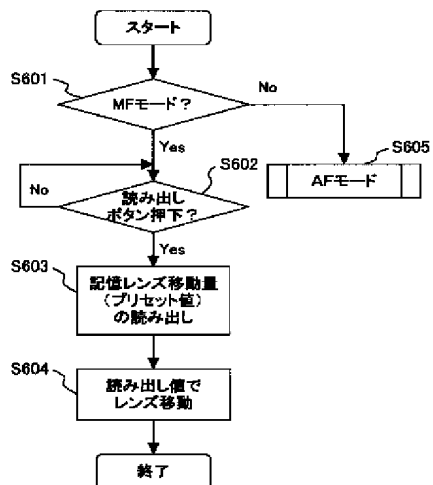 スタート
S601
MFモード？
No
Yes
S602
S605
No
読み出し
ボタン押下？
AFモード
Yes
S603
記憶レンズ移動量
（プリセット値）
の読み出し
S604
読み出し値で
レンズ移動
終了